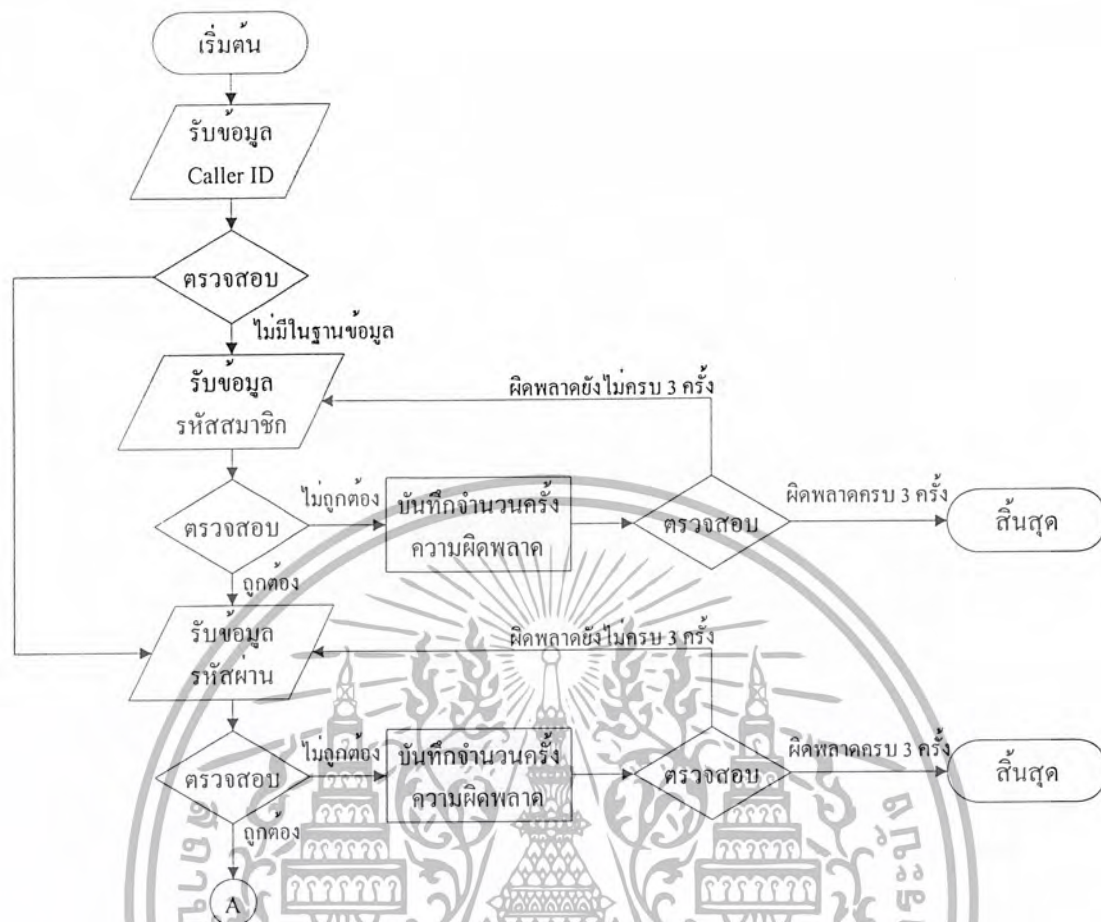 เริ่มต้น
รับข้อมูล
Caller ID
ตรวจสอบ
ไม่มีในฐานข้อมูล
รับข้อมูล
รหัสสมาชิก
ผิดพลาดยังไม่ครบ 3 ครั้ง
ตรวจสอบ
ไม่ถูกต้อง
บันทึกจำนวนครั้ง
ความผิดพลาด
ตรวจสอบ
ผิดพลาดครบ 3 ครั้ง
สิ้นสุด
ถูกต้อง
รับข้อมูล
รหัสผ่าน
ผิดพลาดยังไม่ครบ 3 ครั้ง
ตรวจสอบ
ไม่ถูกต้อง
บันทึกจำนวนครั้ง
ความผิดพลาด
ตรวจสอบ
ผิดพลาดครบ 3 ครั้ง
สิ้นสุด
ถูกต้อง
A